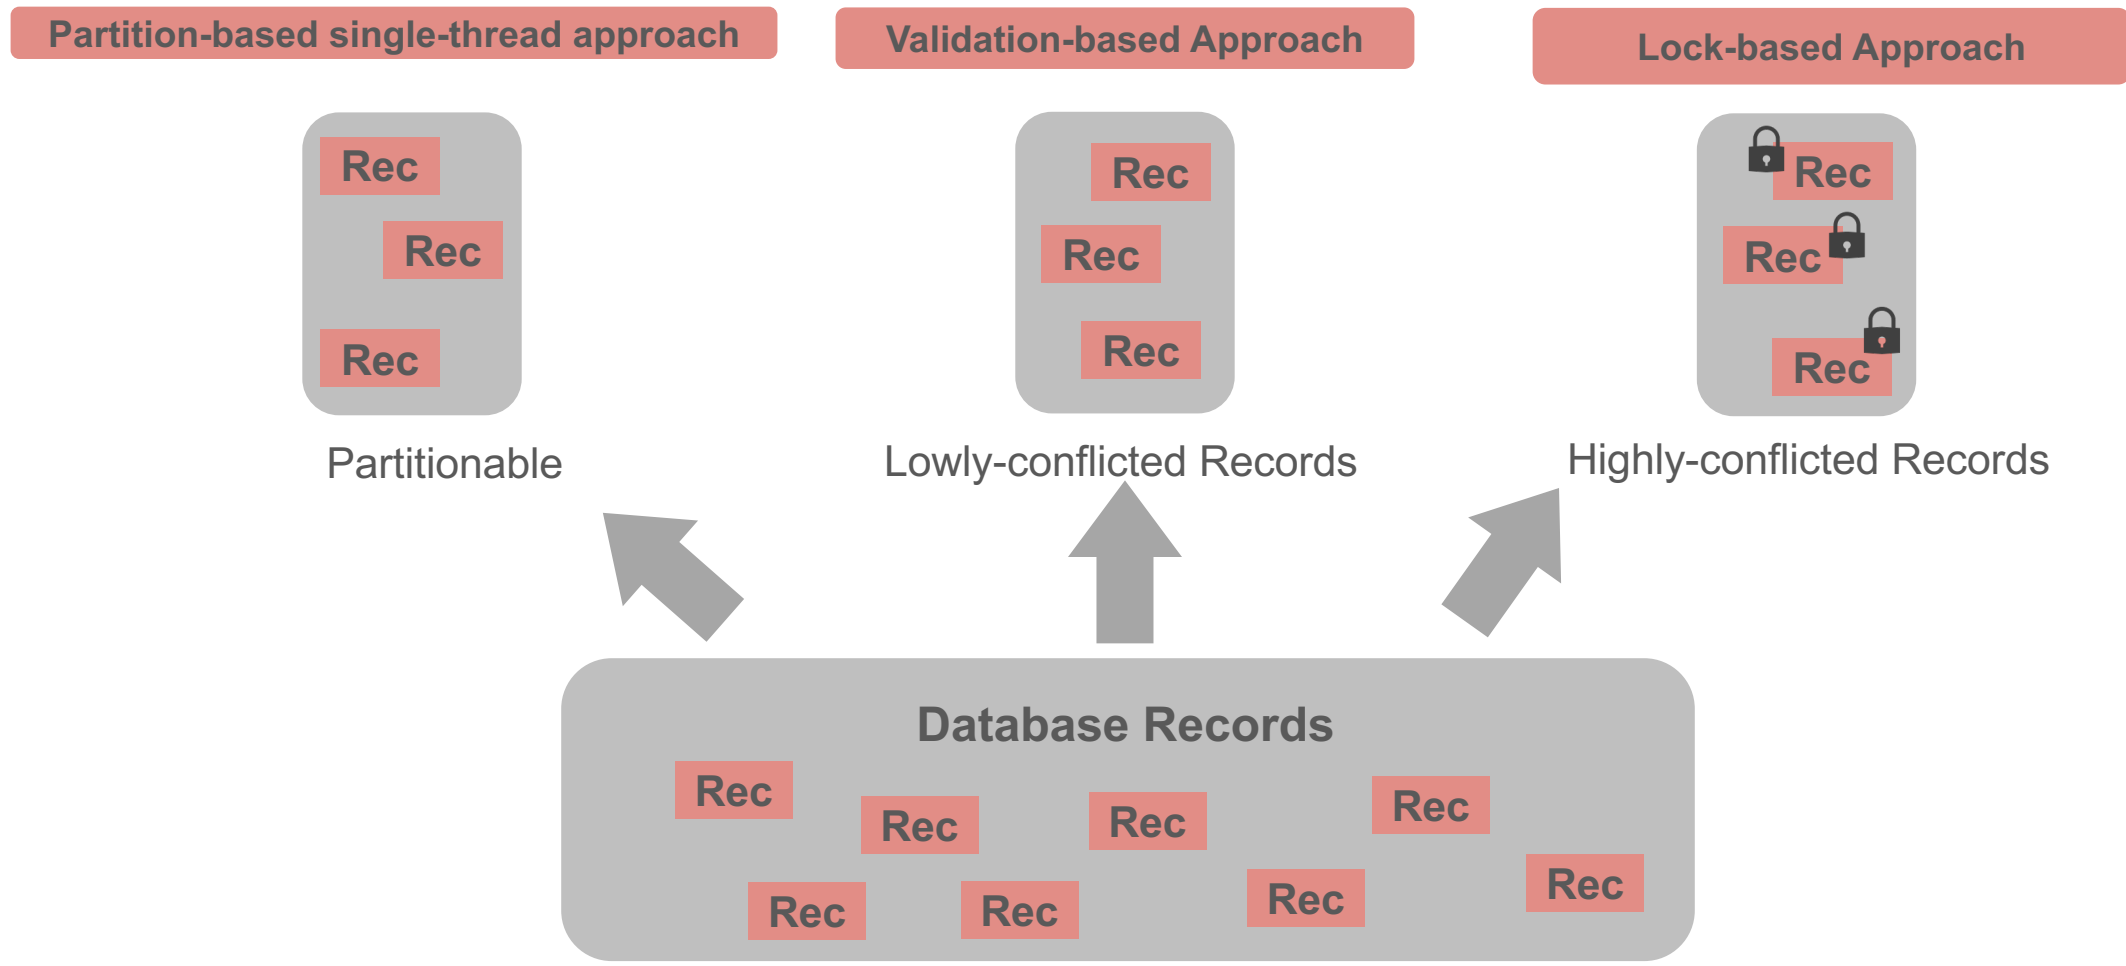 Partition-based single-thread approach
Validation-based Approach
Lock-based Approach
Rec
Rec
Rec
Partitionable
Rec
Rec
Rec
Lowly-conflicted Records
Rec
Rec
Rec
Highly-conflicted Records
Database Records
Rec
Rec
Rec
Rec
Rec
Rec
Rec
Rec